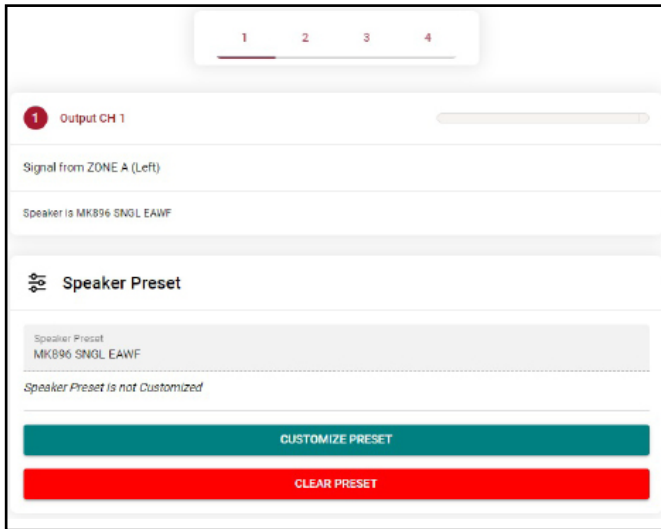 1 2 3 4
1 Output CH 1
Signal from ZONE A (Left)
Speaker is MK896 SNGL EAWF
Speaker Preset
Speaker Preset
MK896 SNGL EAWF
Speaker Preset is not Customized
CUSTOMIZE PRESET
CLEAR PRESET